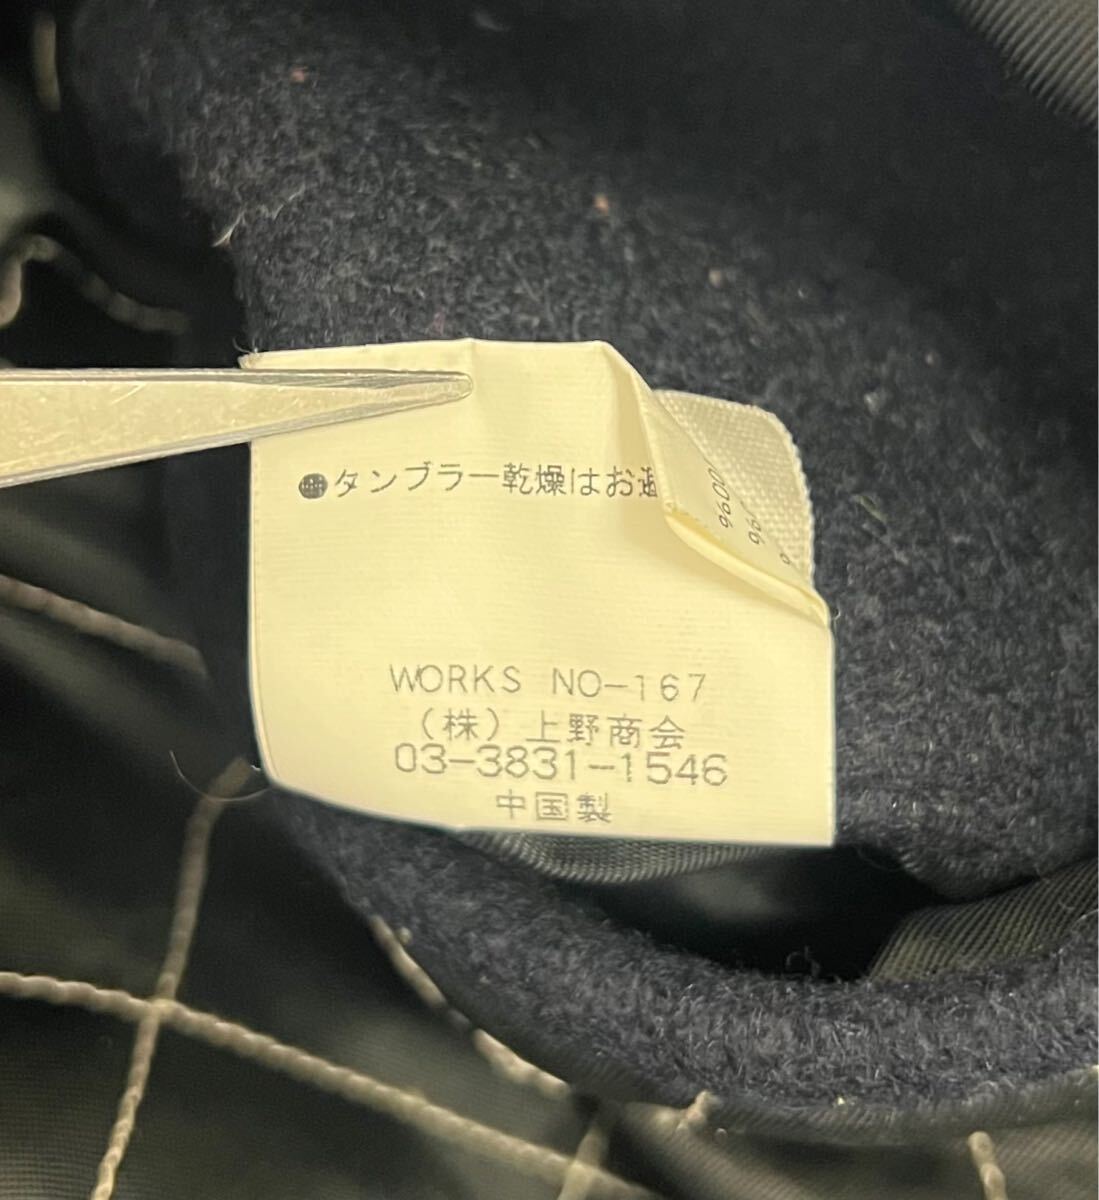 ●タンブラー乾燥はお
WORKS NO-167
（株）上野商会
03-3831-1546
中国製